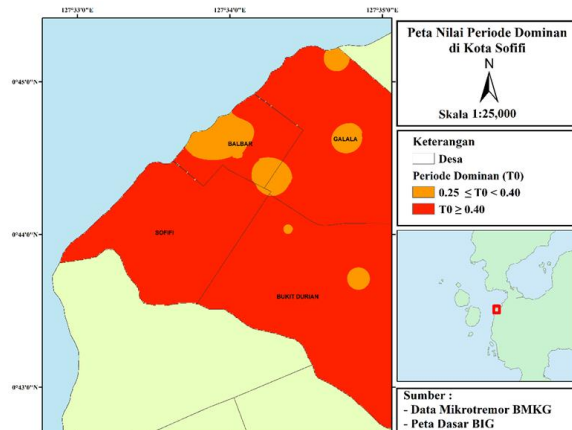 127°33'0"E
127°34'0"E
127°35'0"E
0°45'0"N
0°44'0"N
0°43'0"N
BALBAR
GALALA
SOFIFI
BUKIT DURIAN
Peta Nilai Periode Dominan
di Kota Sofifi
N
Skala 1:25,000
Keterangan
Desa
Periode Dominan (T0)
0.25 ≤ T0 < 0.40
T0 ≥ 0.40
Sumber :
- Data Mikrotremor BMKG
- Peta Dasar BIG